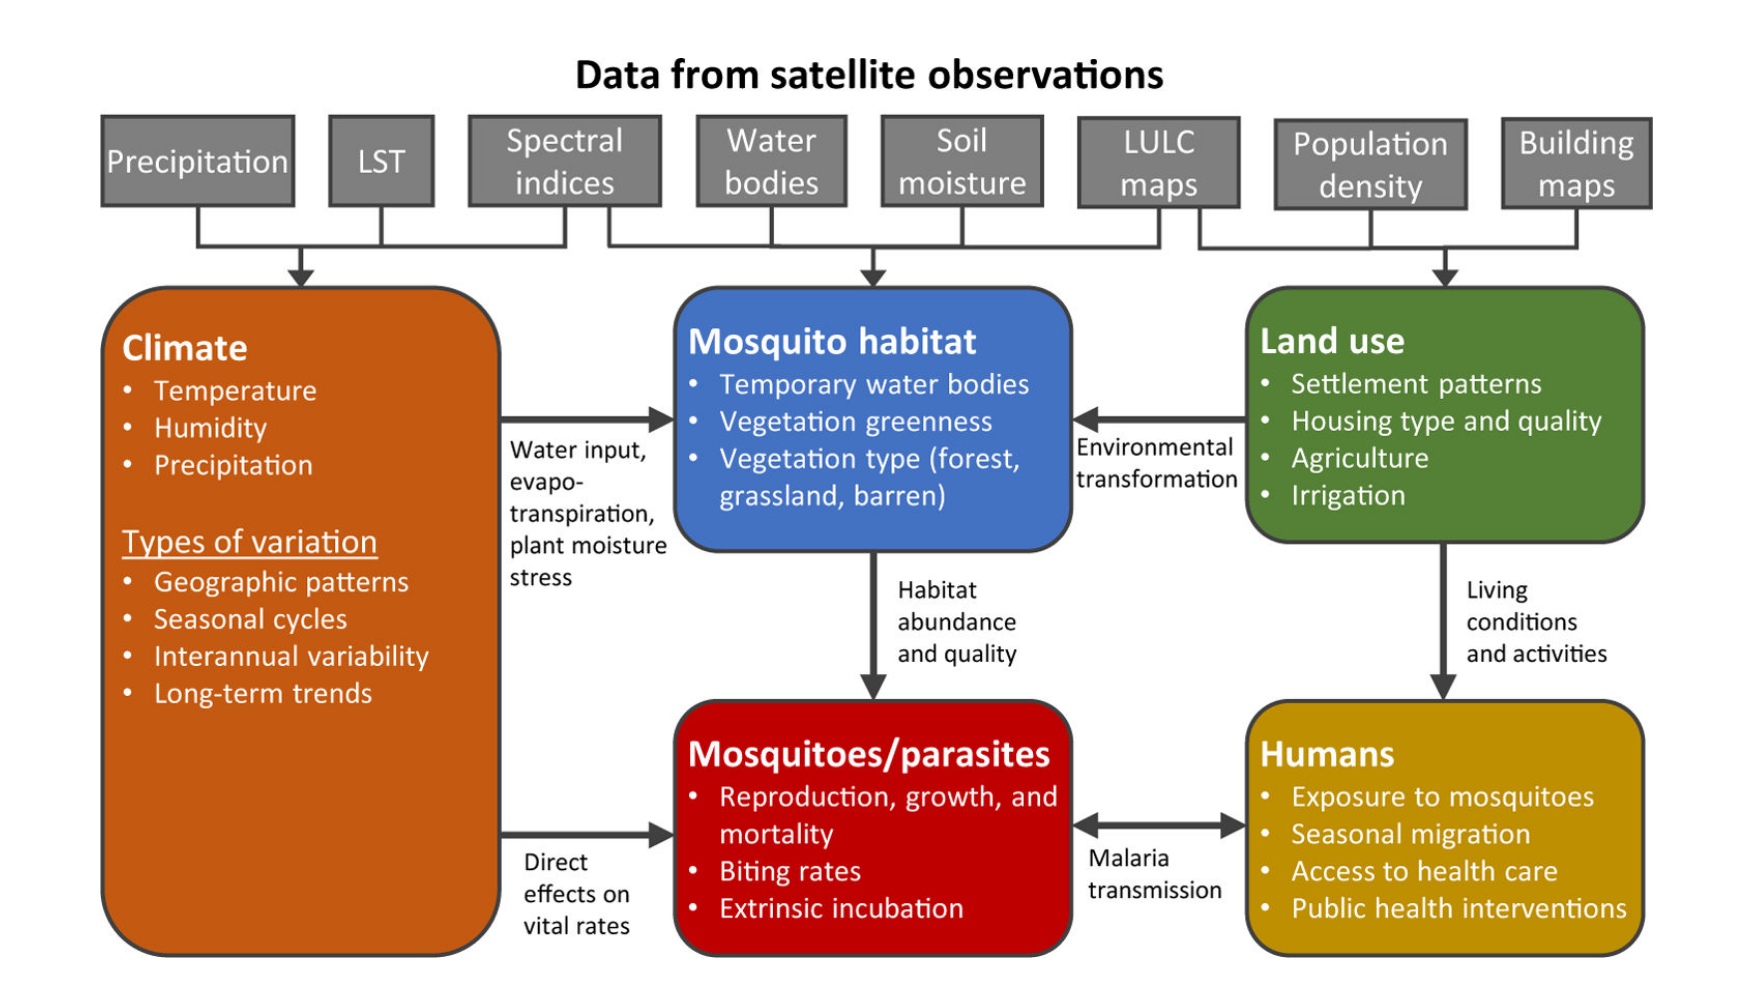 Data from satellite observations
Precipitation
LST
Spectral
indices
Water
bodies
Soil
moisture
LULC
maps
Population
density
Building
maps
Climate
• Temperature
• Humidity
• Precipitation
Types of variation
• Geographic patterns
• Seasonal cycles
• Interannual variability
• Long-term trends
Water input,
evapo-
transpiration,
plant moisture
stress
Direct
effects on
vital rates
Mosquito habitat
• Temporary water bodies
• Vegetation greenness
• Vegetation type (forest,
grassland, barren)
Environmental
transformation
Land use
• Settlement patterns
• Housing type and quality
• Agriculture
• Irrigation
Habitat
abundance
and quality
Living
conditions
and activities
Mosquitoes/parasites
• Reproduction, growth, and
mortality
• Biting rates
• Extrinsic incubation
Malaria
transmission
Humans
• Exposure to mosquitoes
• Seasonal migration
• Access to health care
• Public health interventions